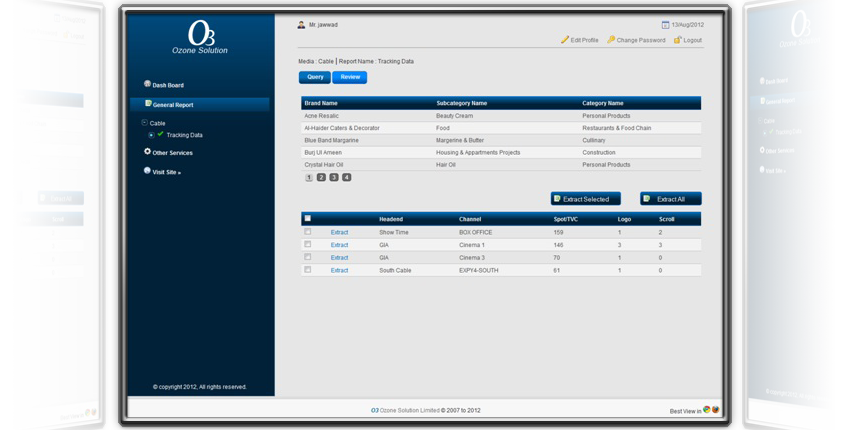 O3
Ozone Solution
Mr. jawwad
13/Aug/2012
Edit Profile Change Password Logout
Dash Board
General Report
Cable
Tracking Data
Other Services
Visit Site »
Media : Cable | Report Name : Tracking Data
Query Review
Brand Name Subcategory Name Category Name
Acne Rexalic Beauty Cream Personal Products
Al-Haider Caters & Decorator Food Restaurants & Food Chain
Blue Band Margarine Margerine & Butter Cullinary
Burj Ul Ameen Housing & Appartments Projects Construction
Crystal Hair Oil Hair Oil Personal Products
1 2 3 4
Extract Selected Extract All
Headend Channel Spot/TVC Logo Scroll
Extract Show Time BOX OFFICE 159 1 2
Extract GIA Cinema 1 146 3 3
Extract GIA Cinema 3 70 1 0
Extract South Cable EXPY4-SOUTH 61 1 0
© copyright 2012, All rights reserved.
O3 Ozone Solution Limited © 2007 to 2012
Best View in